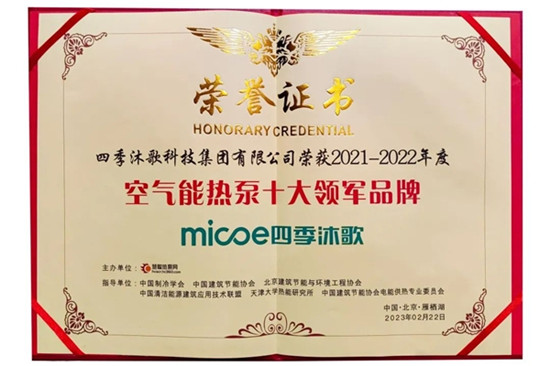 荣誉证书
HONORARY CREDENTIAL
四季沐歌科技集团有限公司荣获2021-2022年度
空气能热泵十大领军品牌
micoe四季沐歌
主办单位:慧聪热泵网
指导单位:中国制冷学会 中国建筑节能协会 北京建筑节能与环境工程协会
中国清洁能源建筑应用技术联盟 天津大学热能研究所 中国建筑节能协会电能供热专业委员会
中国·北京·雁栖湖
2023年02月22日